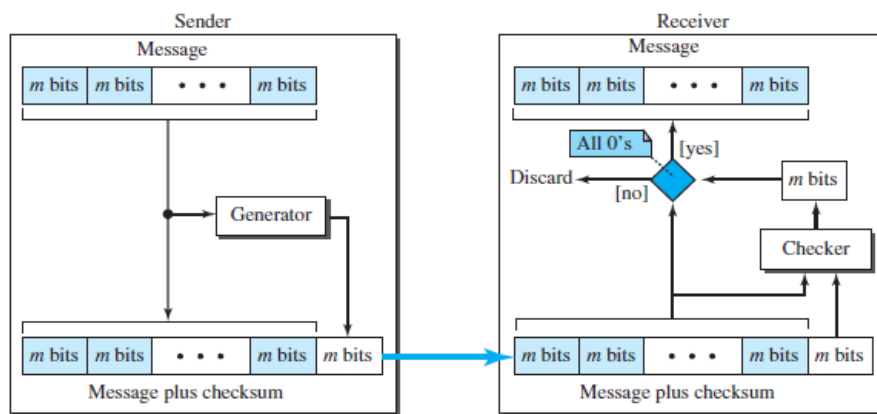 Sender
Message
m bits m bits • • • m bits
Generator
m bits m bits • • • m bits m bits
Message plus checksum
Receiver
Message
m bits m bits • • • m bits
All 0's
[yes]
Discard
[no]
m bits
Checker
m bits m bits • • • m bits m bits
Message plus checksum